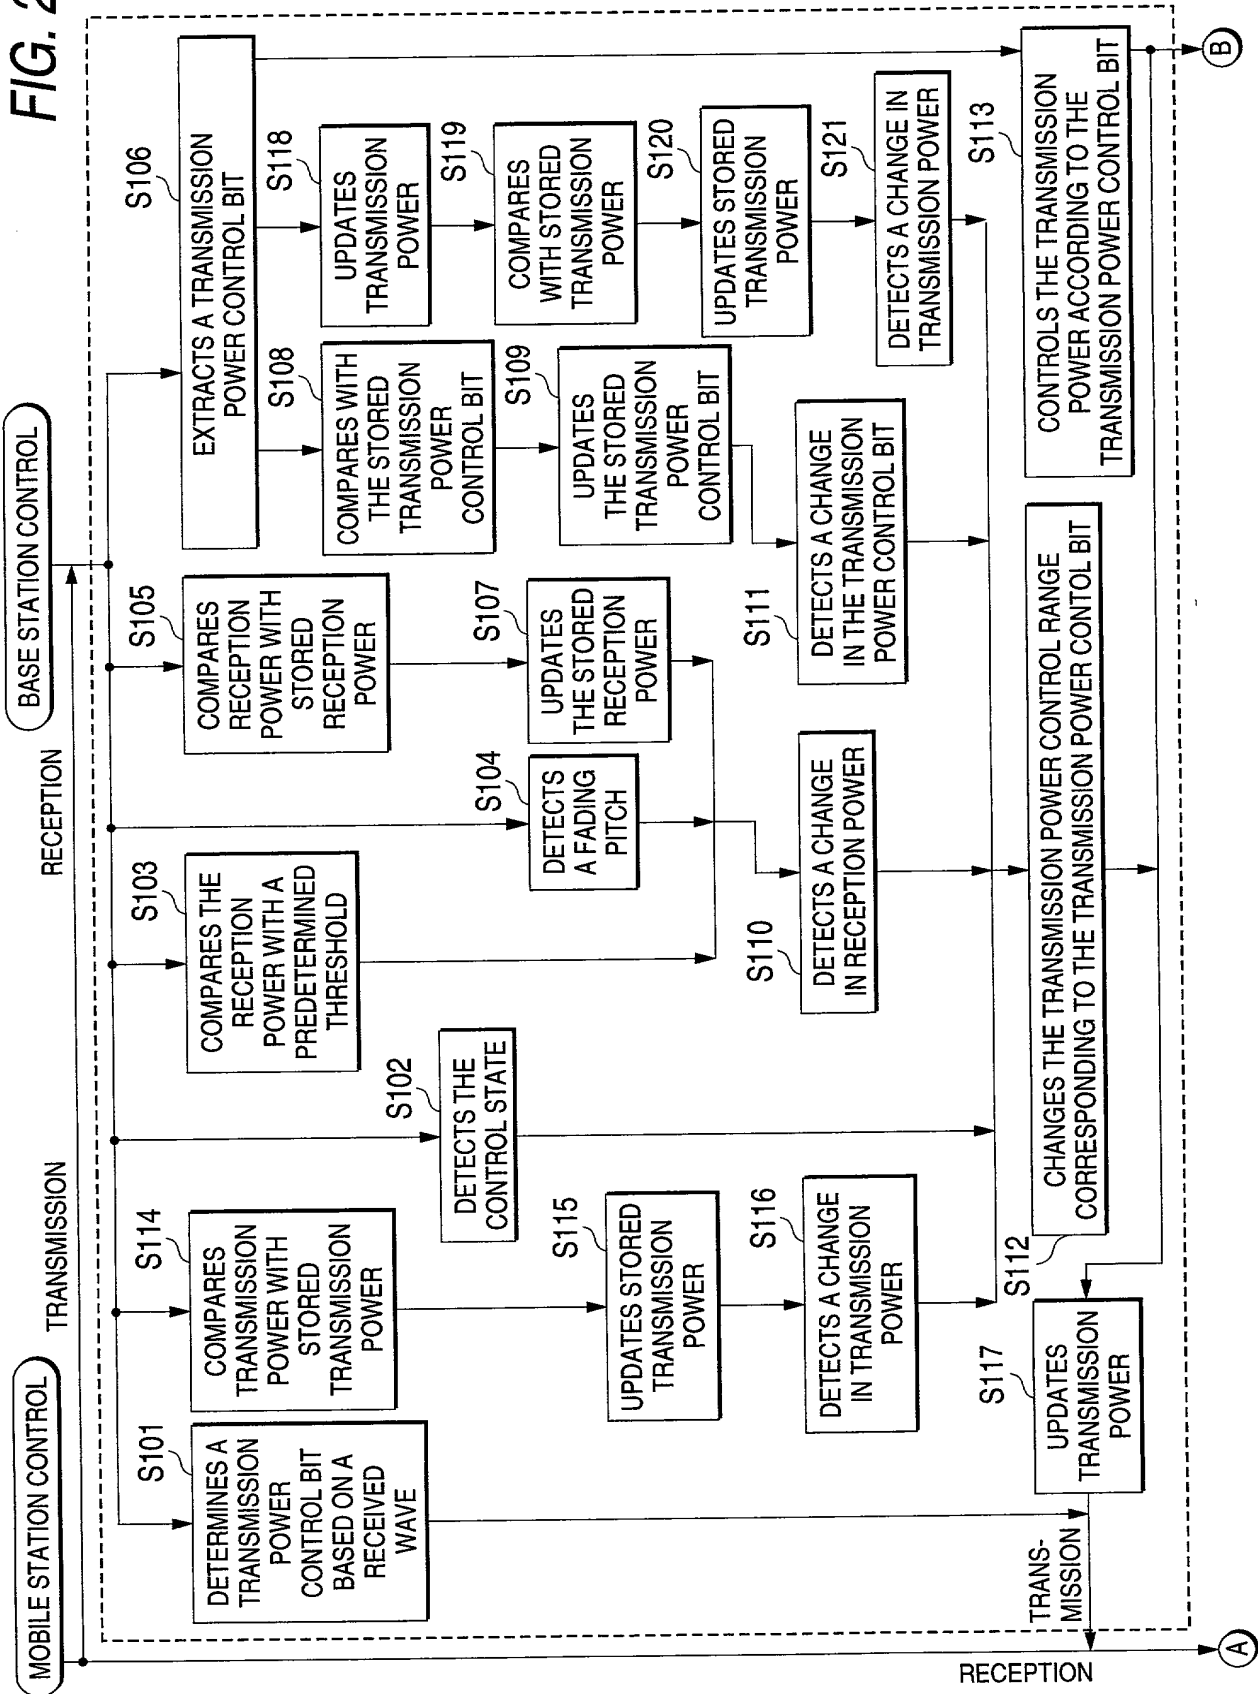 FIG. 2
MOBILE STATION CONTROL
TRANSMISSION
RECEPTION
BASE STATION CONTROL
S101
DETERMINES A
TRANSMISSION
POWER
CONTROL BIT
BASED ON A
RECEIVED
WAVE
S114
COMPARES
TRANSMISSION
POWER WITH
STORED
TRANSMISSION
POWER
S115
UPDATES STORED
TRANSMISSION
POWER
S116
DETECTS A CHANGE
IN TRANSMISSION
POWER
S102
DETECTS THE
CONTROL STATE
S103
COMPARES THE
RECEPTION
POWER WITH A
PREDETERMINED
THRESHOLD
S104
DETECTS
A FADING
PITCH
S105
COMPARES
RECEPTION
POWER WITH
STORED
RECEPTION
POWER
S107
UPDATES
THE STORED
RECEPTION
POWER
S110
DETECTS A CHANGE
IN RECEPTION POWER
S106
EXTRACTS A TRANSMISSION
POWER CONTROL BIT
S108
COMPARES WITH
THE STORED
TRANSMISSION
POWER
CONTROL BIT
S109
UPDATES
THE STORED
TRANSMISSION
POWER
CONTROL BIT
S111
DETECTS A CHANGE
IN THE TRANSMISSION
POWER CONTROL BIT
S118
UPDATES
TRANSMISSION
POWER
S119
COMPARES
WITH STORED
TRANSMISSION
POWER
S120
UPDATES STORED
TRANSMISSION
POWER
S121
DETECTS A CHANGE IN
TRANSMISSION POWER
S112
CHANGES THE TRANSMISSION POWER CONTROL RANGE
CORRESPONDING TO THE TRANSMISSION POWER CONTOL BIT
S113
CONTROLS THE TRANSMISSION
POWER ACCORDING TO THE
TRANSMISSION POWER CONTROL BIT
S117
UPDATES
TRANSMISSION
POWER
TRANS-
MISSION
RECEPTION
A
B